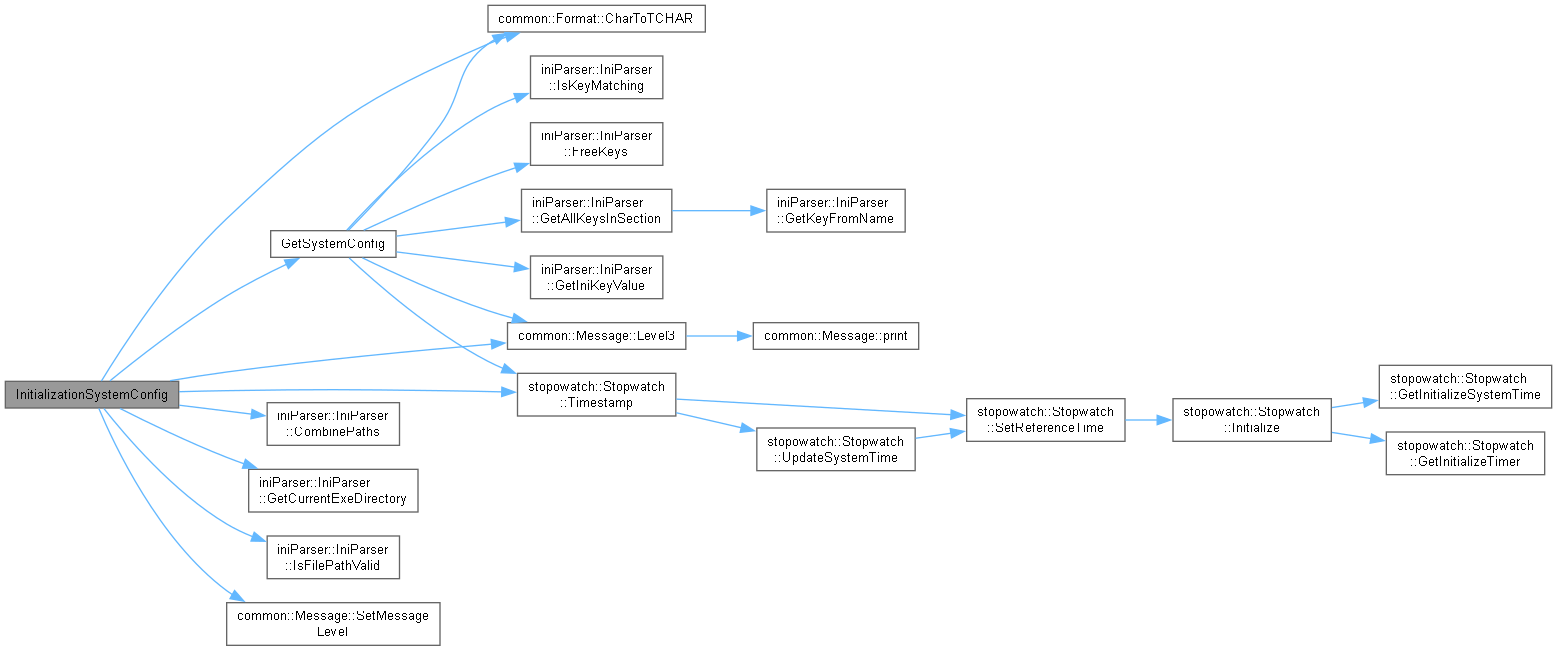 common::Format::CharToTCHAR
iniParser::IniParser
::IsKeyMatching
iniParser::IniParser
::FreeKeys
iniParser::IniParser
::GetAllKeysInSection
iniParser::IniParser
::GetKeyFromName
GetSystemConfig
iniParser::IniParser
::GetIniKeyValue
common::Message::Level3
common::Message::print
InitializationSystemConfig
stopowatch::Stopwatch
::Timestamp
stopowatch::Stopwatch
::GetInitializeSystemTime
iniParser::IniParser
::CombinePaths
stopowatch::Stopwatch
::SetReferenceTime
stopowatch::Stopwatch
::Initialize
stopowatch::Stopwatch
::UpdateSystemTime
stopowatch::Stopwatch
::GetInitializeTimer
iniParser::IniParser
::GetCurrentExeDirectory
iniParser::IniParser
::IsFilePathValid
common::Message::SetMessage
Level